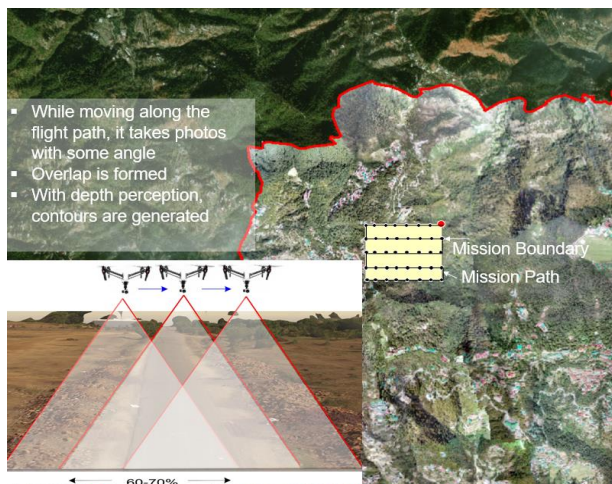 ▪ While moving along the
flight path, it takes photos
with some angle
▪ Overlap is formed
▪ With depth perception,
contours are generated
Mission Boundary
Mission Path
60-70%